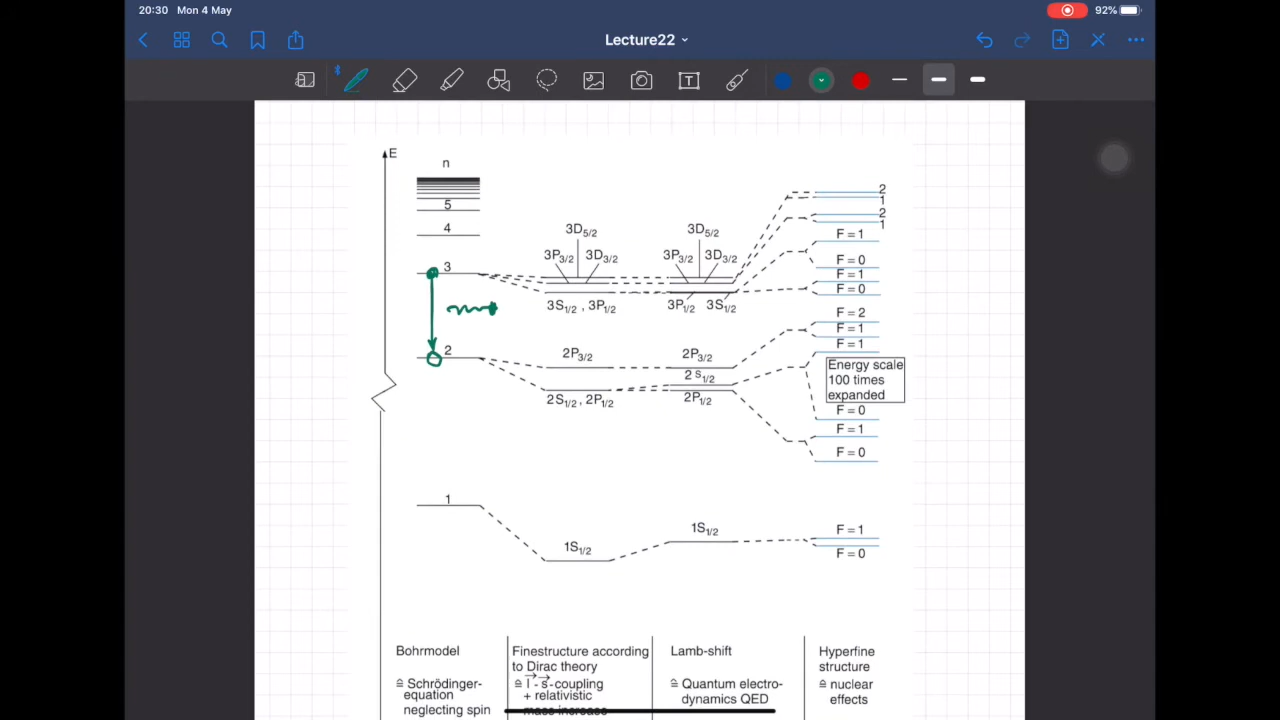 20:30 Mon 4 May
92%
Lecture22
T
E
n
5
4
3
2
1
3D5/2
3P3/2 3D3/2
3S1/2 , 3P1/2
2P3/2
2S1/2 , 2P1/2
1S1/2
3D5/2
3P3/2 3D3/2
3P1/2 3S1/2
2P3/2
2 S1/2
2P1/2
1S1/2
2
1
2
1
F = 1
F = 0
F = 1
F = 0
F = 2
F = 1
F = 1
Energy scale
100 times
expanded
F = 0
F = 1
F = 0
F = 1
F = 0
Bohrmodel
≙ Schrödinger-
equation
neglecting spin
Finestructure according
to Dirac theory
≙ l⃗ - s⃗ -coupling
+ relativistic
mass increase
Lamb-shift
≙ Quantum electro-
dynamics QED
Hyperfine
structure
≙ nuclear
effects